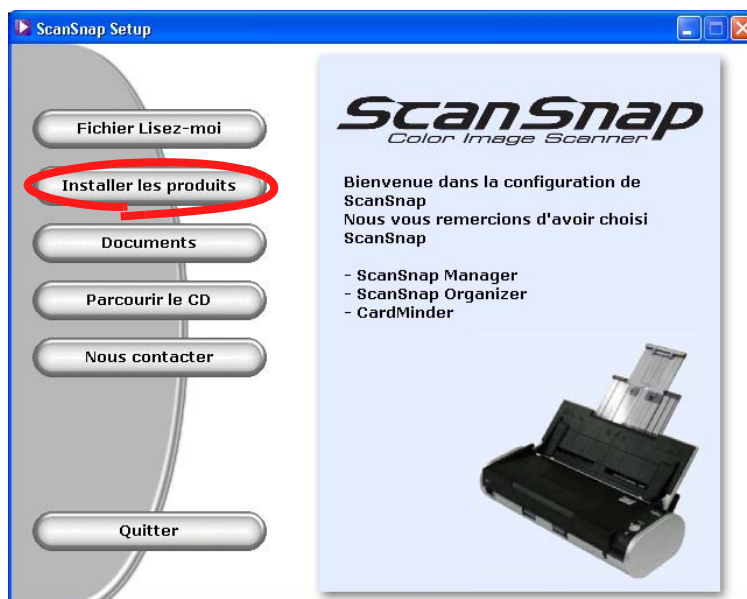 ScanSnap Setup
Fichier Lisez-moi
Installer les produits
Documents
Parcourir le CD
Nous contacter
Quitter
ScanSnap
Color Image Scanner
Bienvenue dans la configuration de
ScanSnap
Nous vous remercions d'avoir choisi
ScanSnap
- ScanSnap Manager
- ScanSnap Organizer
- CardMinder